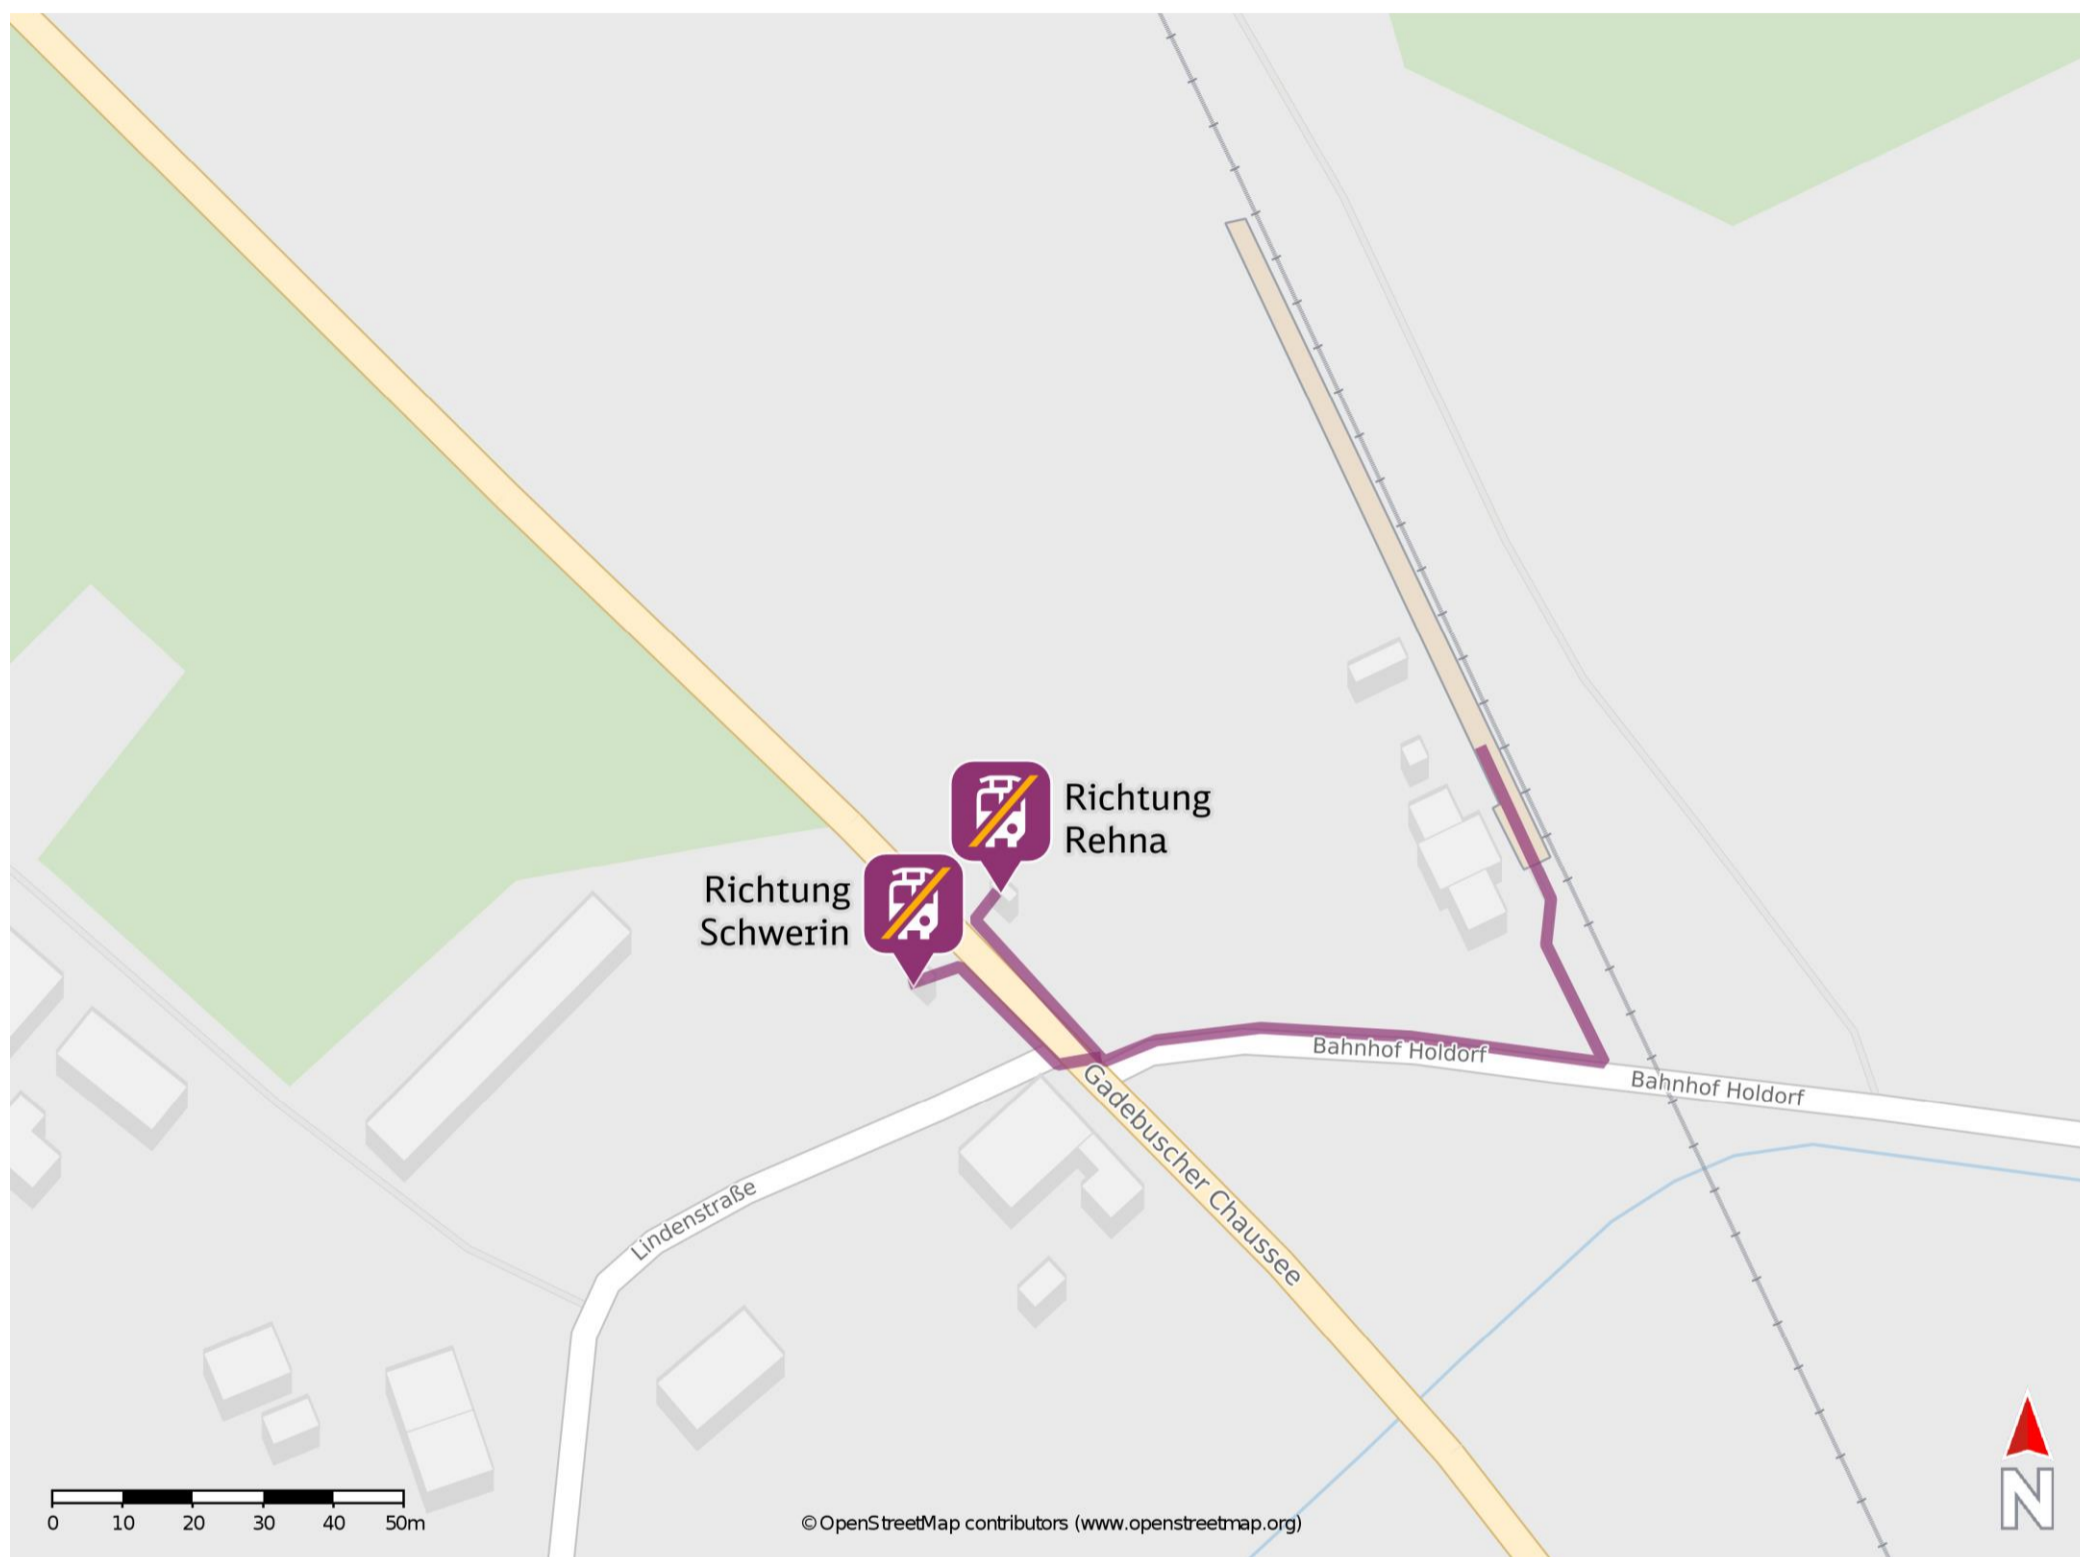 Richtung
Rehna
Richtung
Schwerin
Bahnhof Holdorf
Bahnhof Holdorf
Gadebuscher Chaussee
Lindenstraße
0 10 20 30 40 50m
© OpenStreetMap contributors (www.openstreetmap.org)
N